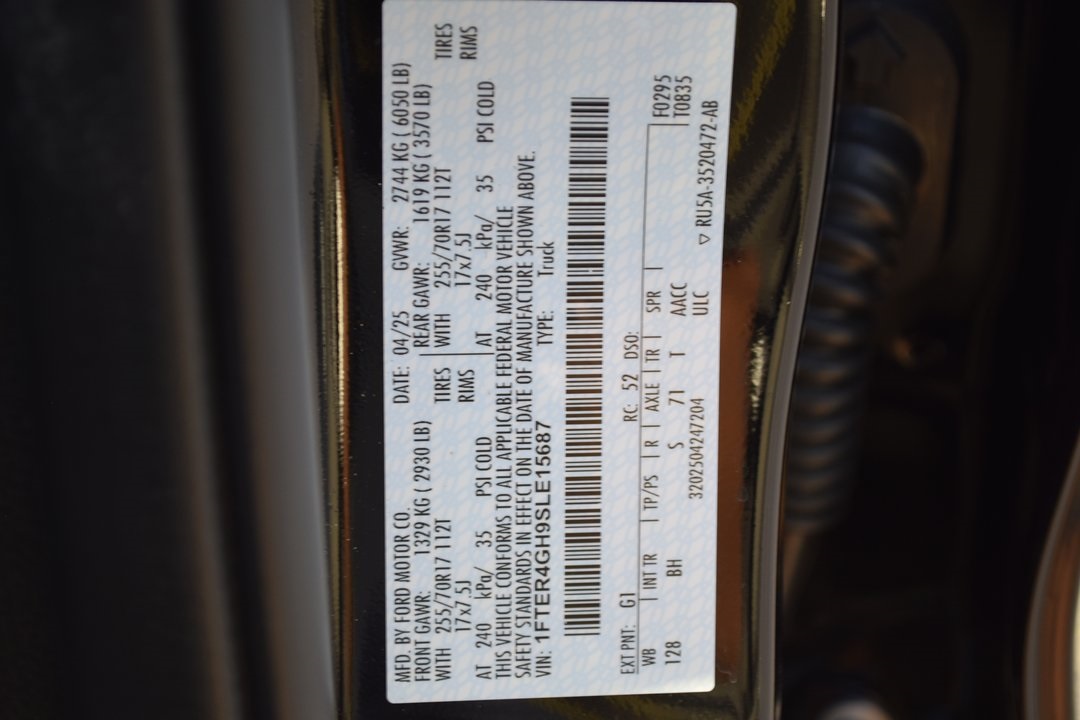 MFD. BY FORD MOTOR CO. DATE: 04/25 GVWR: 2744 KG ( 6050 LB)
FRONT GAWR: 1329 KG ( 2930 LB) REAR GAWR: 1619 KG ( 3570 LB)
WITH 255/70R17 112T TIRES WITH 255/70R17 112T TIRES
17x7.5J RIMS 17x7.5J RIMS
AT 240 kPa/ 35 PSI COLD AT 240 kPa/ 35 PSI COLD
THIS VEHICLE CONFORMS TO ALL APPLICABLE FEDERAL MOTOR VEHICLE
SAFETY STANDARDS IN EFFECT ON THE DATE OF MANUFACTURE SHOWN ABOVE.
VIN: 1FTER4GH9SLE15687 TYPE: Truck
EXT PNT: G1 RC: 52 DSO: F0295
WB INT TR TP/PS R AXLE TR SPR T0835
128 BH S 71 T AACC
3202504247204 ULC ▽ RU5A-3520472-AB